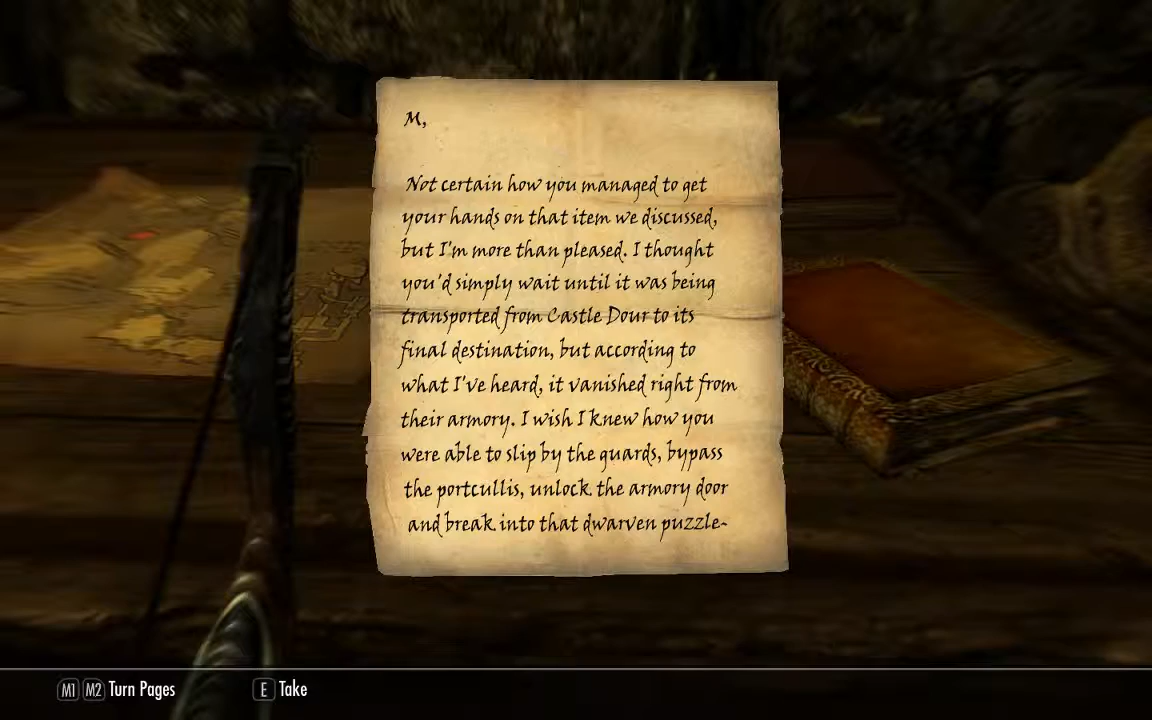 M,
Not certain how you managed to get
your hands on that item we discussed,
but I'm more than pleased. I thought
you'd simply wait until it was being
transported from Castle Dour to its
final destination, but according to
what I've heard, it vanished right from
their armory. I wish I knew how you
were able to slip by the guards, bypass
the portcullis, unlock the armory door
and break into that dwarven puzzle-
M1 M2 Turn Pages
E Take